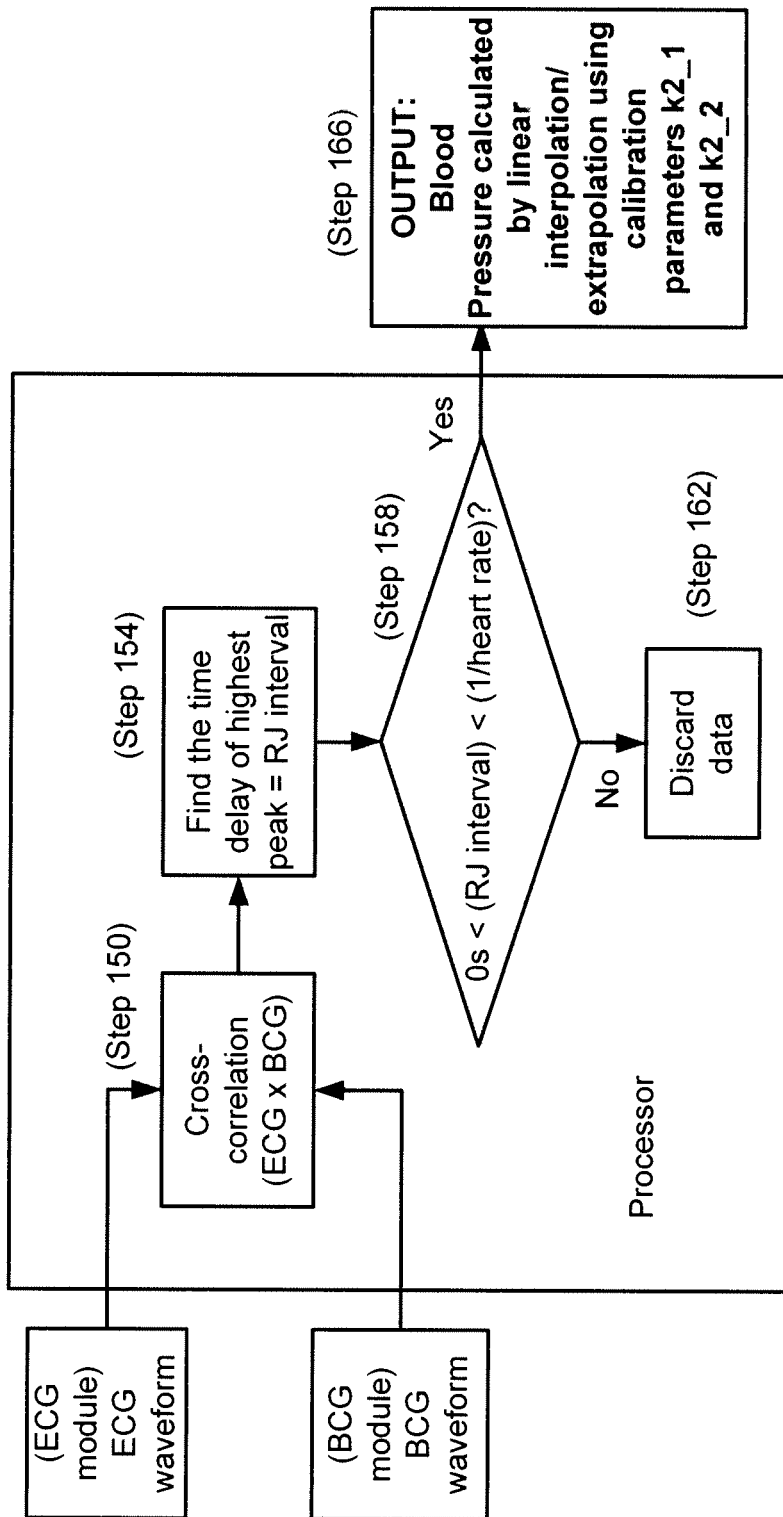 (ECG
module)
ECG
waveform
(BCG
module)
BCG
waveform
(Step 150)
Cross-
correlation
(ECG x BCG)
(Step 154)
Find the time
delay of highest
peak = RJ interval
(Step 158)
0s < (RJ interval) < (1/heart rate)?
Yes
No
(Step 162)
Discard
data
Processor
(Step 166)
OUTPUT:
Blood
Pressure calculated
by linear
interpolation/
extrapolation using
calibration
parameters k2_1
and k2_2